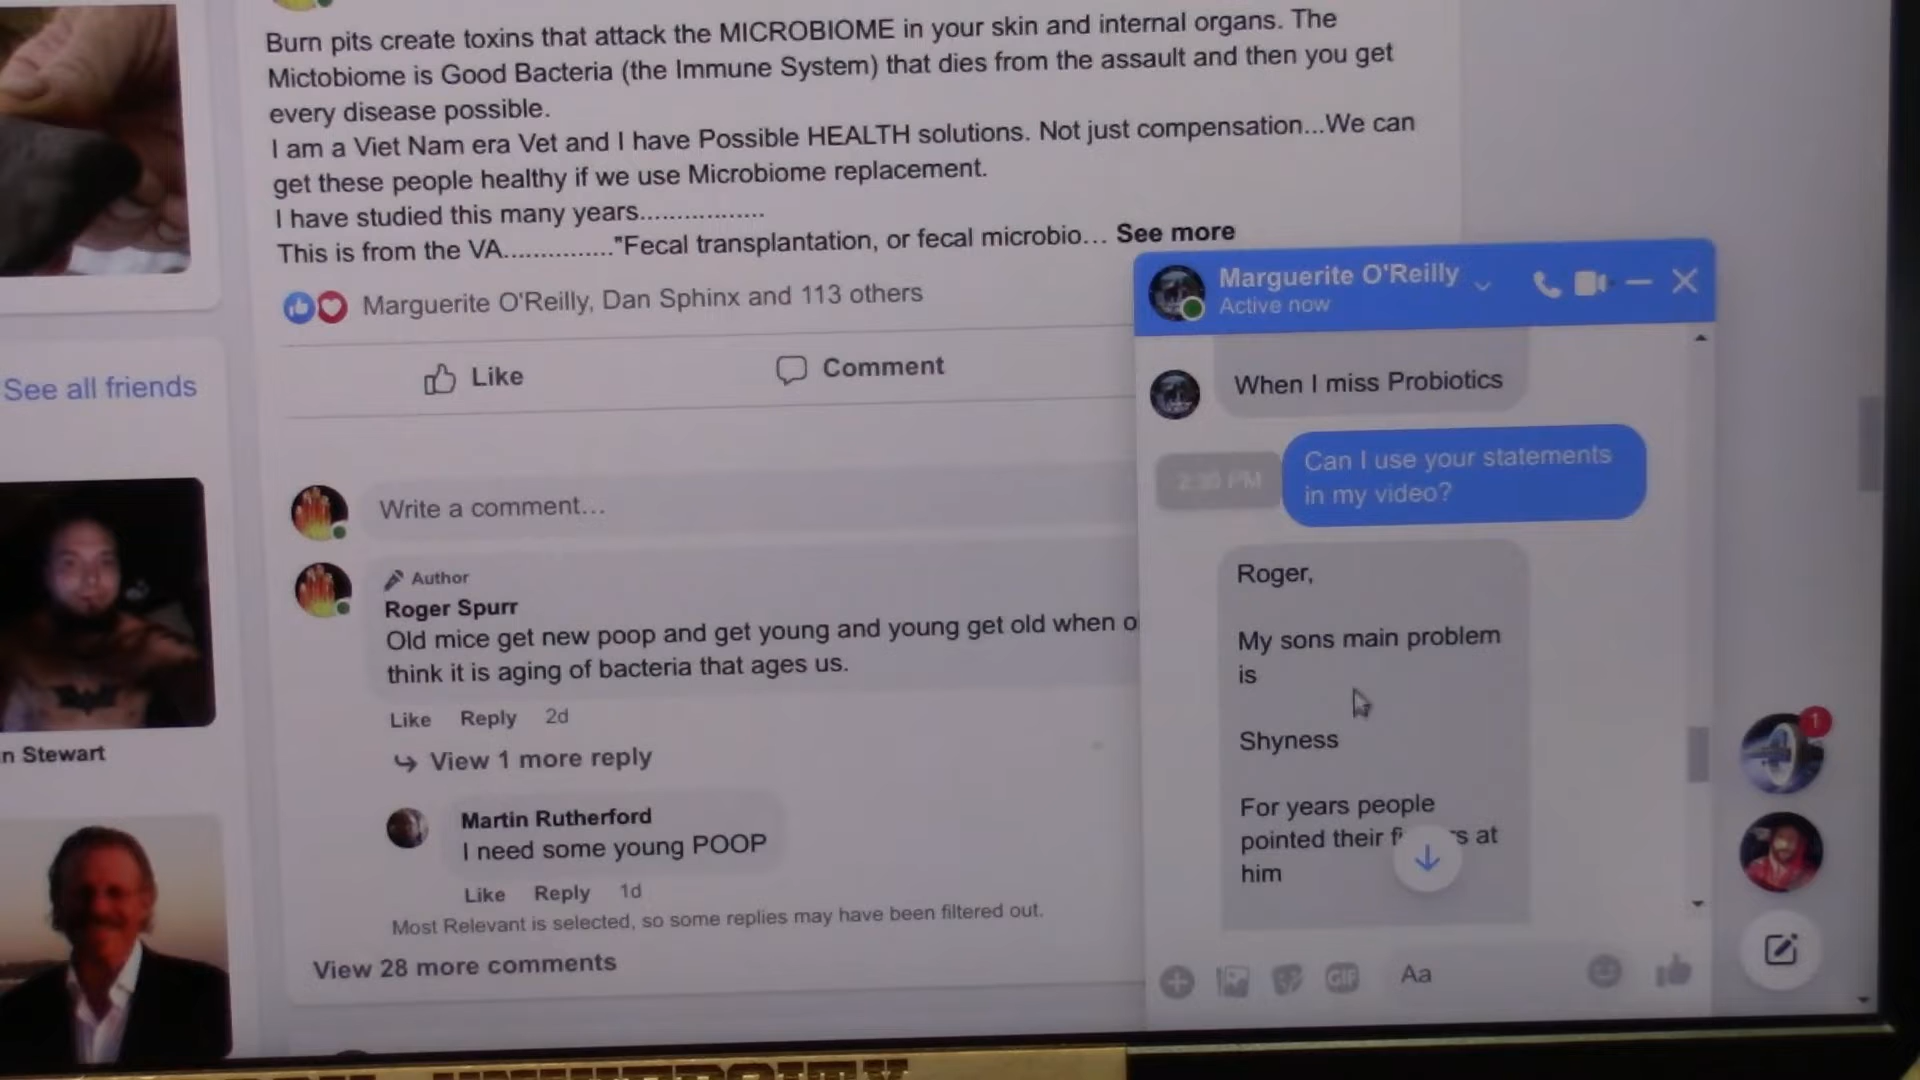 Burn pits create toxins that attack the MICROBIOME in your skin and internal organs. The
Mictobiome is Good Bacteria (the Immune System) that dies from the assault and then you get
every disease possible.
I am a Viet Nam era Vet and I have Possible HEALTH solutions. Not just compensation...We can
get these people healthy if we use Microbiome replacement.
I have studied this many years.................
This is from the VA..............."Fecal transplantation, or fecal microbio... See more
Marguerite O'Reilly, Dan Sphinx and 113 others
Like
Comment
See all friends
Write a comment...
Author
Roger Spurr
Old mice get new poop and get young and young get old when o
think it is aging of bacteria that ages us.
Like Reply 2d
View 1 more reply
n Stewart
Martin Rutherford
I need some young POOP
Like Reply 1d
Most Relevant is selected, so some replies may have been filtered out.
View 28 more comments
Marguerite O'Reilly
Active now
When I miss Probiotics
2:30 PM
Can I use your statements
in my video?
Roger,
My sons main problem
is
Shyness
For years people
pointed their fi s at
him
GIF
Aa
1